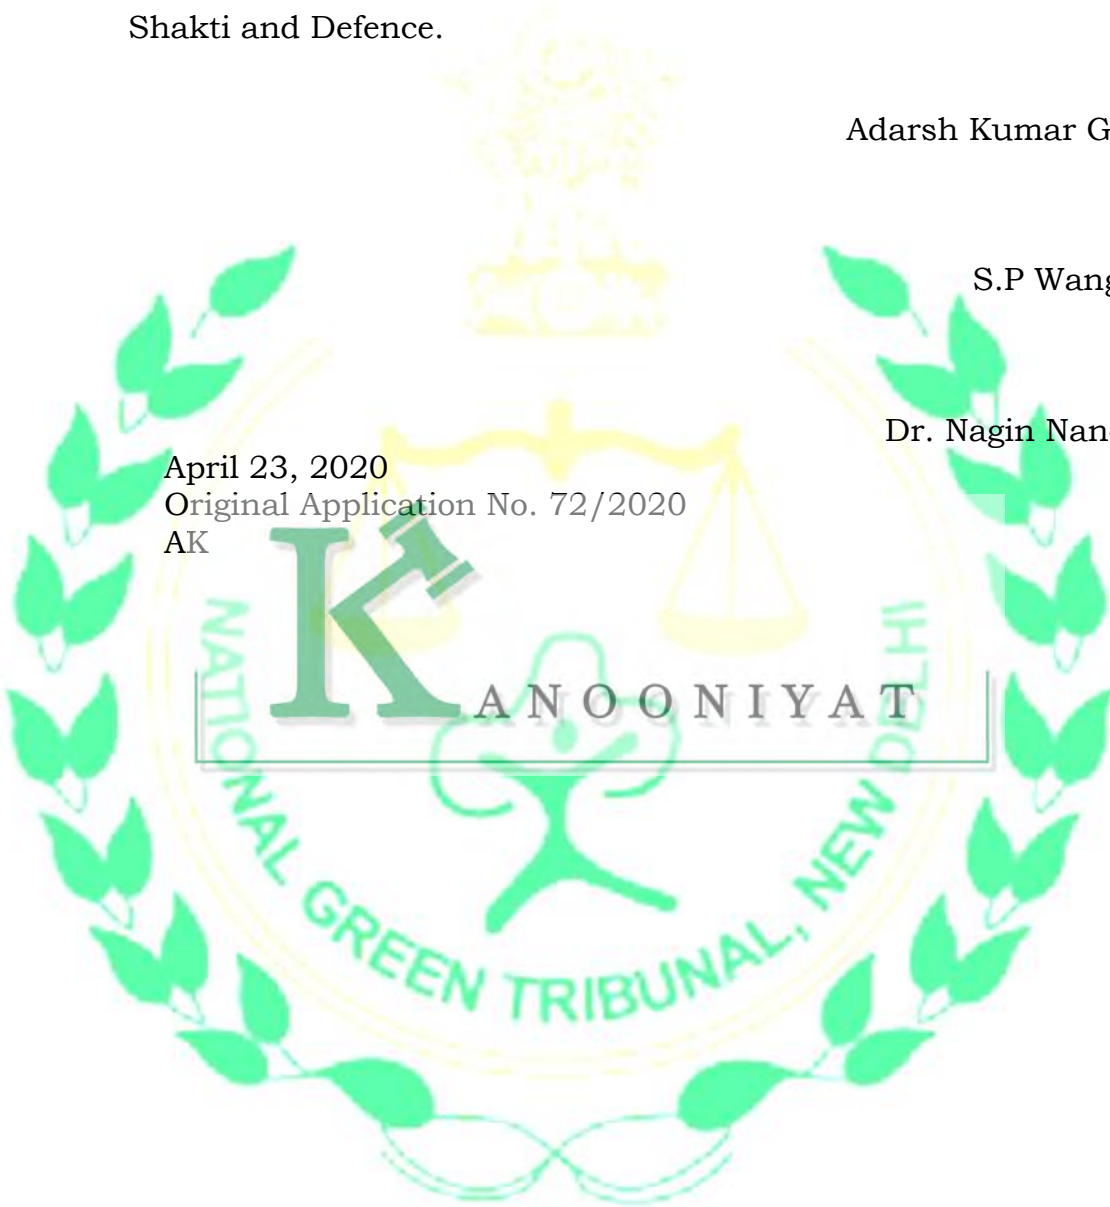 Shakti and Defence.
Adarsh Kumar G
S.P Wang
Dr. Nagin Nan
April 23, 2020
Original Application No. 72/2020
AK
KANOONIYAT
NATIONAL GREEN TRIBUNAL, NEW DELHI